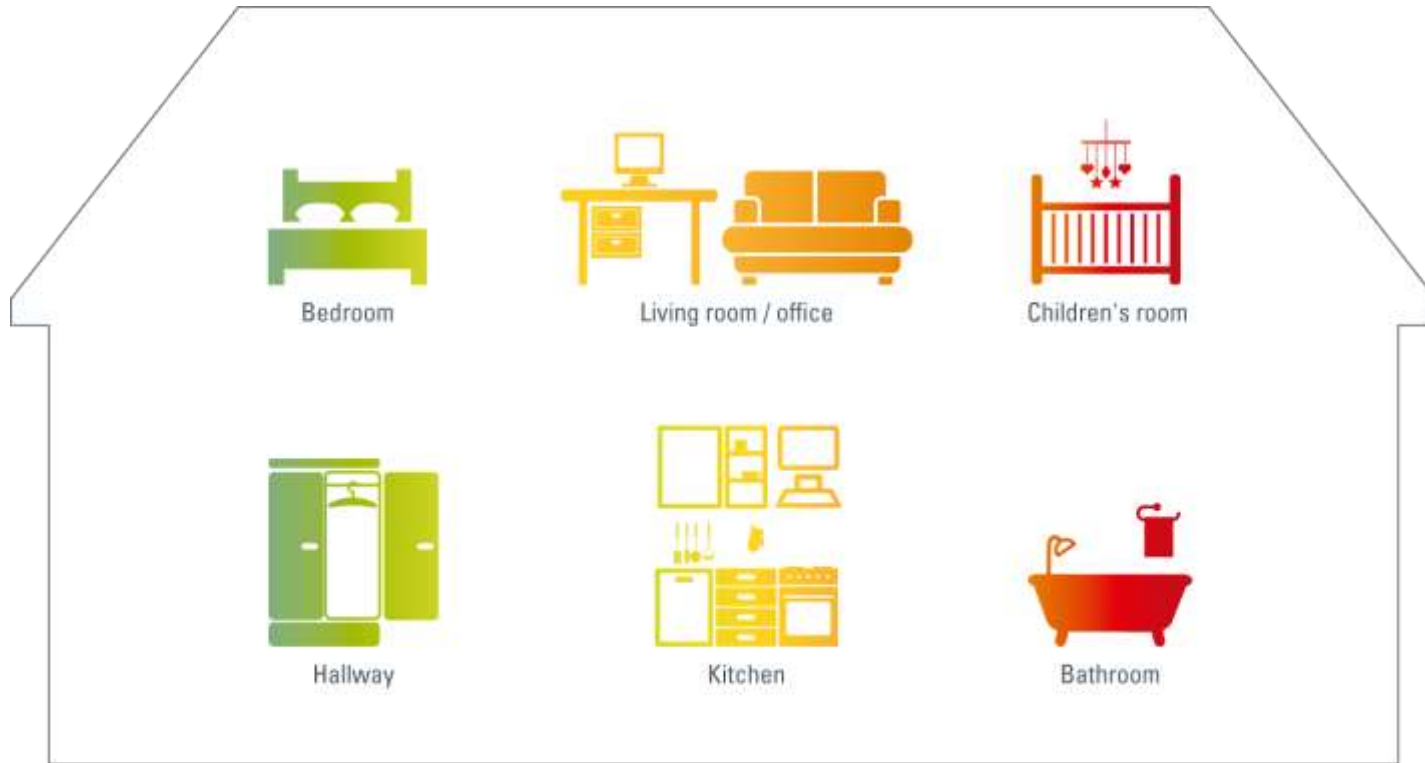 Bedroom
Living room / office
Children's room
Hallway
Kitchen
Bathroom